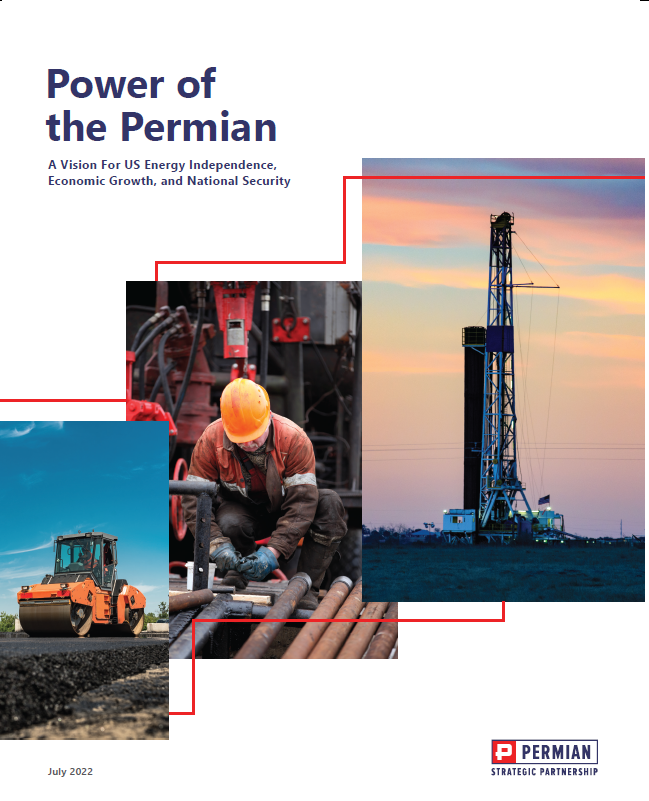 Power of
the Permian
A Vision For US Energy Independence,
Economic Growth, and National Security
July 2022
PERMIAN
STRATEGIC PARTNERSHIP